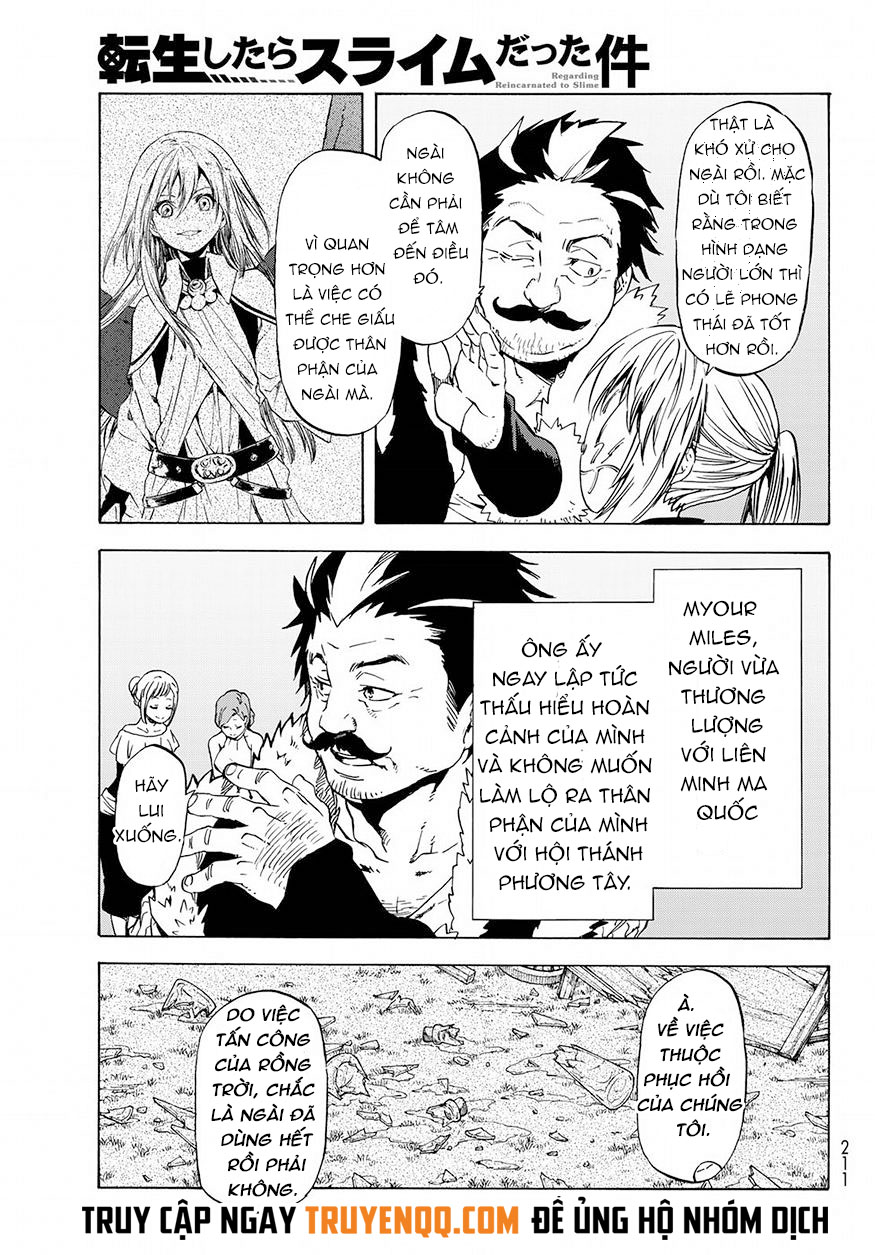 転生したらスライムだった件
Regarding
Reincarnated to Slime
THẬT LÀ
KHÓ XỬ CHO
NGÀI RỒI. MẶC
DÙ TÔI BIẾT
RẰNG TRONG
HÌNH DẠNG
NGƯỜI LỚN THÌ
CÓ LẼ PHONG
THÁI ĐÃ TỐT
HƠN RỒI.
NGÀI
KHÔNG
CẦN PHẢI
ĐỂ TÂM
ĐẾN ĐIỀU
ĐÓ.
VÌ QUAN
TRỌNG HƠN
LÀ VIỆC CÓ
THỂ CHE GIẤU
ĐƯỢC THÂN
PHẬN CỦA
NGÀI MÀ.
MYOUR
MILES,
NGƯỜI VỪA
THƯƠNG
LƯỢNG
VỚI LIÊN
MINH MA
QUỐC
ÔNG ẤY
NGAY LẬP TỨC
THẤU HIỂU HOÀN
CẢNH CỦA MÌNH
VÀ KHÔNG MUỐN
LÀM LỘ RA THÂN
PHẬN CỦA MÌNH
VỚI HỘI THÁNH
PHƯƠNG TÂY.
HÃY
LUI
XUỐNG.
À.
VỀ VIỆC
THUỘC
PHỤC HỒI
CỦA CHÚNG
TÔI.
DO VIỆC
TẤN CÔNG
CỦA RỒNG
TRỜI, CHẮC
LÀ NGÀI ĐÃ
DÙNG HẾT
RỒI PHẢI
KHÔNG.
211
TRUY CẬP NGAY TRUYENQQ.COM ĐỂ ỦNG HỘ NHÓM DỊCH